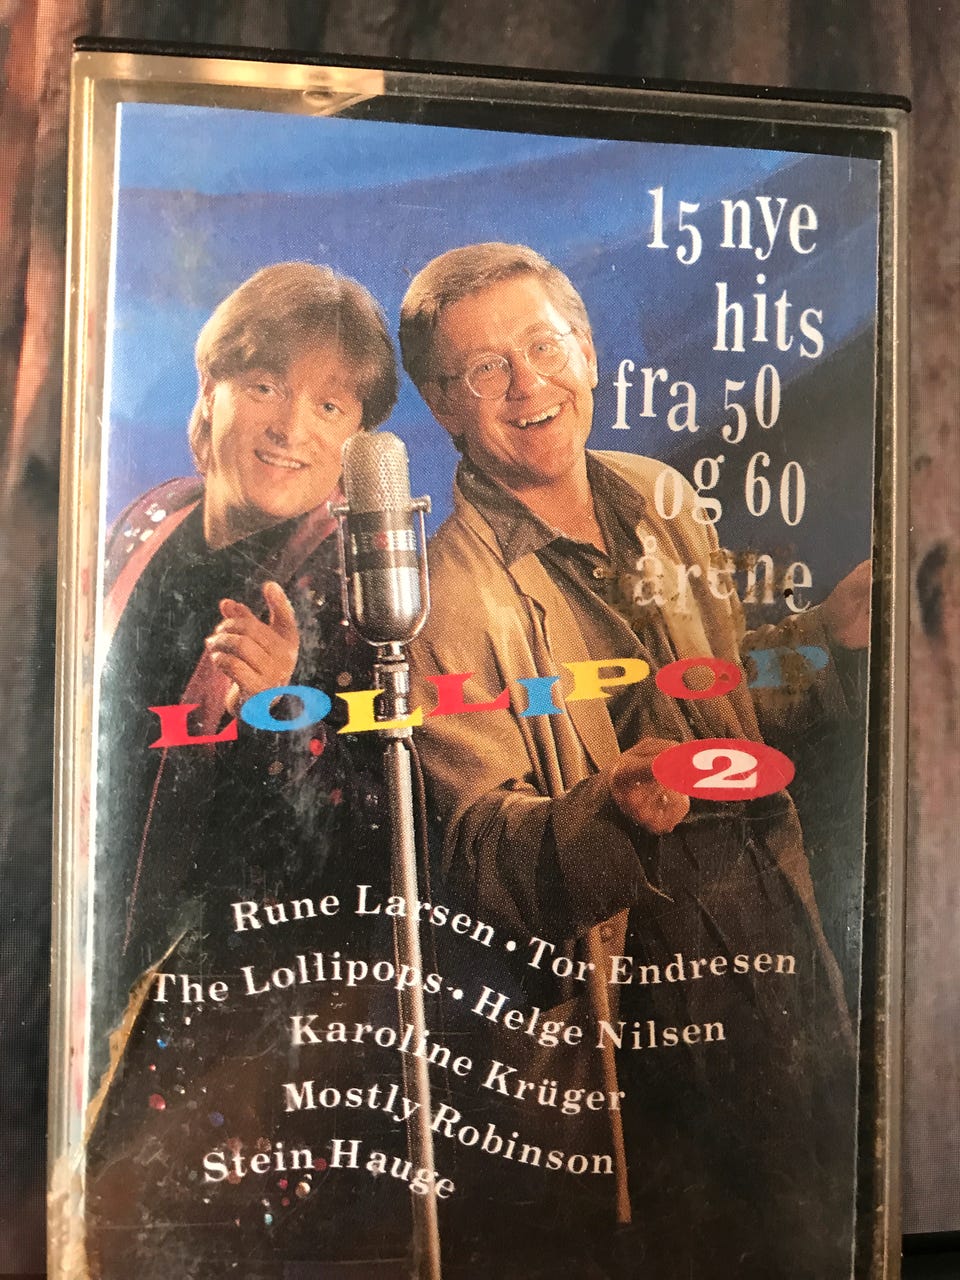 15 nye
hits
fra 50
og 60
årene
LOLLIPOP
2
Rune Larsen • Tor Endresen
The Lollipops • Helge Nilsen
Karoline Krüger
Mostly Robinson
Stein Hauge